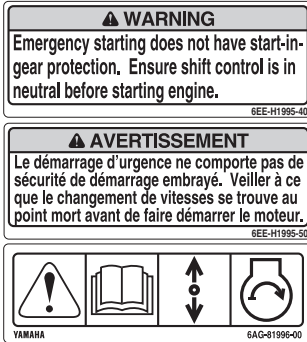 WARNING
Emergency starting does not have start-in-
gear protection. Ensure shift control is in
neutral before starting engine.
6EE-H1995-40
AVERTISSEMENT
Le démarrage d'urgence ne comporte pas de
sécurité de démarrage embrayé. Veiller à ce
que le changement de vitesses se trouve au
point mort avant de faire démarrer le moteur.
6EE-H1995-50
YAMAHA 6AG-81996-00